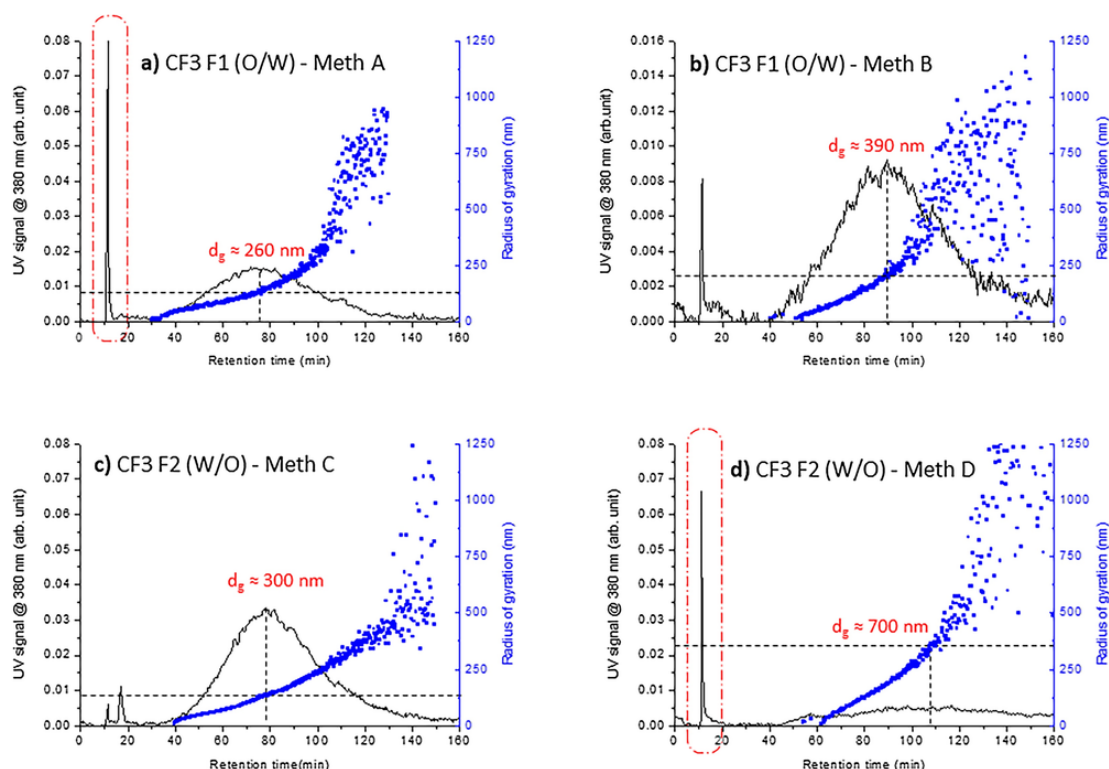 a) CF3 F1 (O/W) - Meth A
UV signal @ 380 nm (arb.unit)
0.08
0.07
0.06
0.05
0.04
0.03
0.02
0.01
0.00
dg ≈ 260 nm
1250
1000
750
500
250
0
Radius of gyration (nm)
0 20 40 60 80 100 120 140 160
Retention time (min)
b) CF3 F1 (O/W) - Meth B
UV signal @ 380 nm (arb.unit)
0.016
0.014
0.012
0.010
0.008
0.006
0.004
0.002
0.000
dg ≈ 390 nm
1250
1000
750
500
250
0
Radius of gyration (nm)
0 20 40 60 80 100 120 140 160
Retention time (min)
c) CF3 F2 (W/O) - Meth C
UV signal @ 380 nm (arb. unit)
0.08
0.07
0.06
0.05
0.04
0.03
0.02
0.01
0.00
dg ≈ 300 nm
1250
1000
750
500
250
0
Radius of gyration (nm)
0 20 40 60 80 100 120 140 160
Retention time(min)
d) CF3 F2 (W/O) - Meth D
UV signal @ 380 nm (arb. unit)
0.08
0.07
0.06
0.05
0.04
0.03
0.02
0.01
0.00
dg ≈ 700 nm
1250
1000
750
500
250
0
Radius of gyration (nm)
0 20 40 60 80 100 120 140 160
Retention time (min)